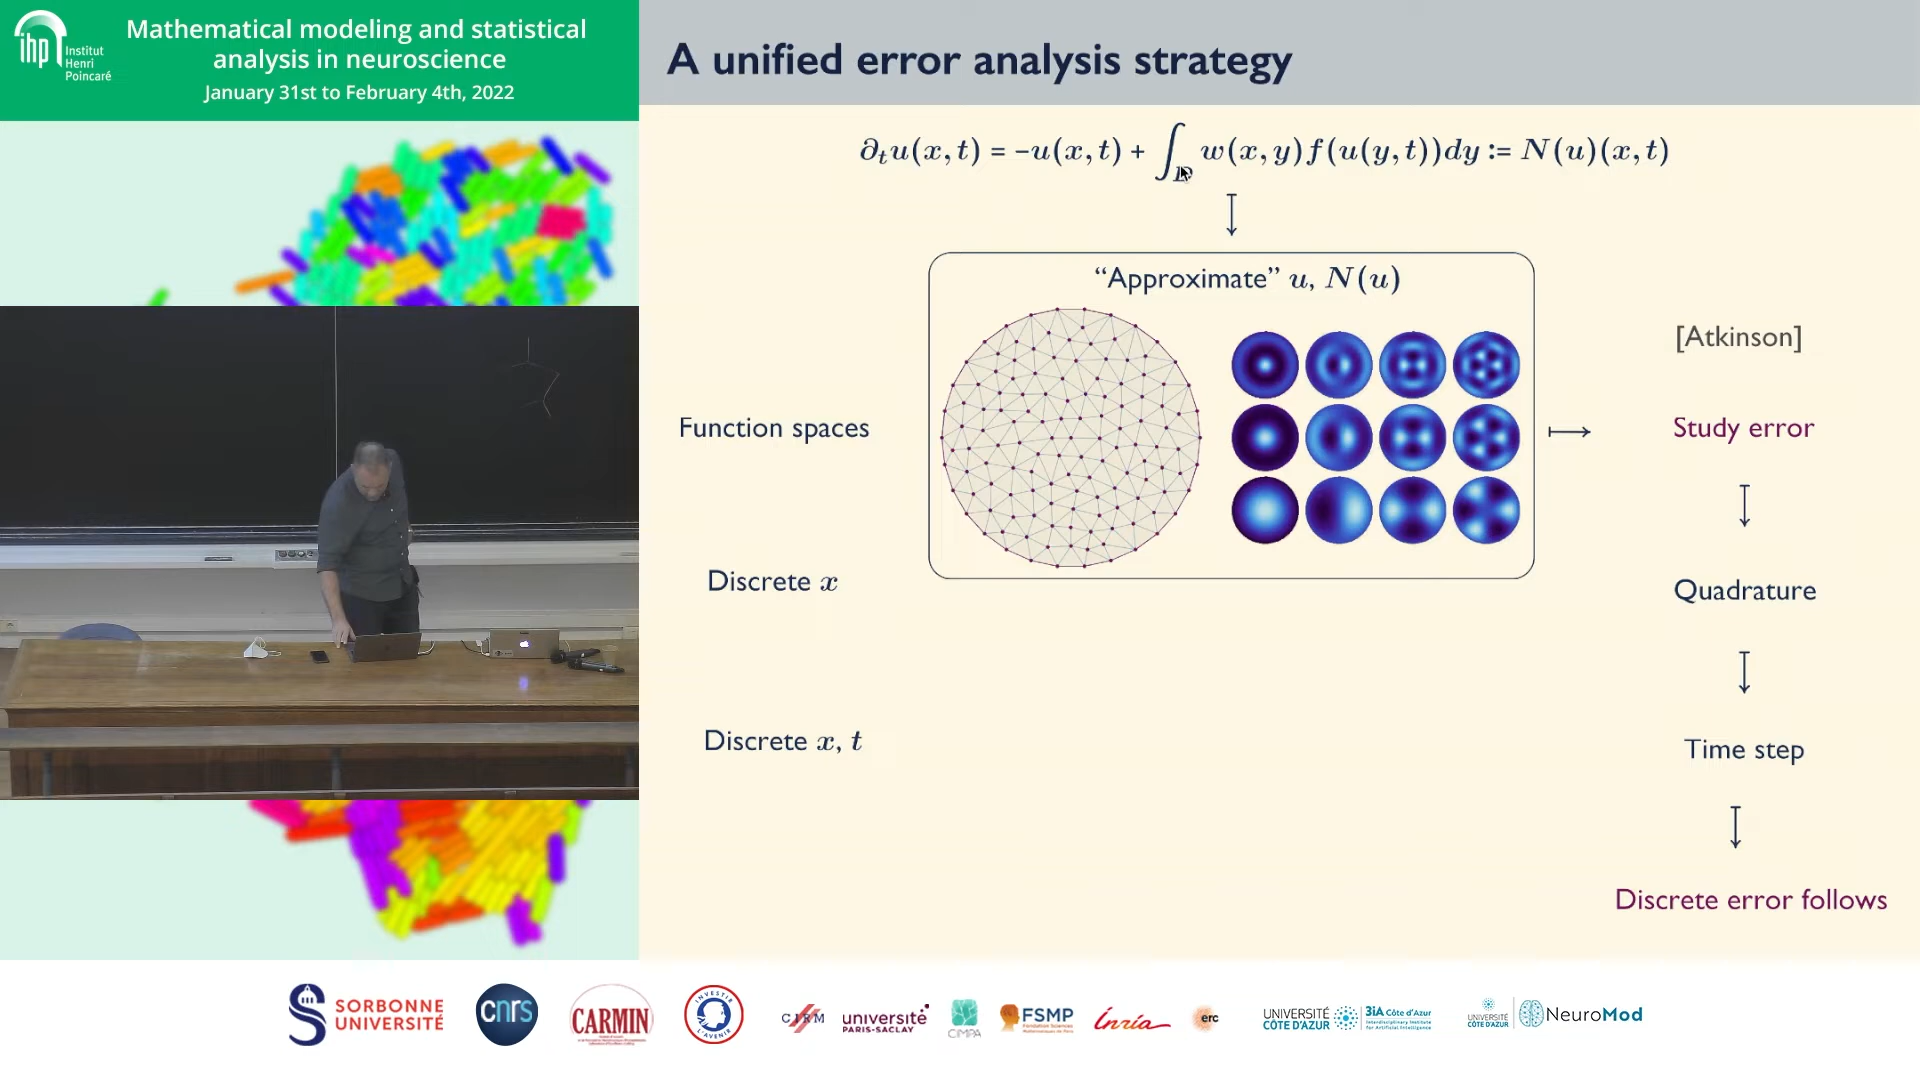 ihp Institut
Henri
Poincaré
Mathematical modeling and statistical
analysis in neuroscience
January 31st to February 4th, 2022
A unified error analysis strategy
∂ₜu(x, t) = −u(x, t) + ∫_D w(x, y)f(u(y, t))dy := N(u)(x, t)
“Approximate” u, N(u)
[Atkinson]
Function spaces
Study error
Discrete x
Quadrature
Discrete x, t
Time step
Discrete error follows
SORBONNE
UNIVERSITÉ
cnrs
CARMIN
INVESTIR
L'AVENIR
CIRM
université
PARIS-SACLAY
CIMPA
FSMP
Fondation Sciences
Mathématiques de Paris
Inria
erc
UNIVERSITÉ
CÔTE D'AZUR
3iA Côte d'Azur
Interdisciplinary Institute
for Artificial Intelligence
UNIVERSITÉ
CÔTE D'AZUR
NeuroMod